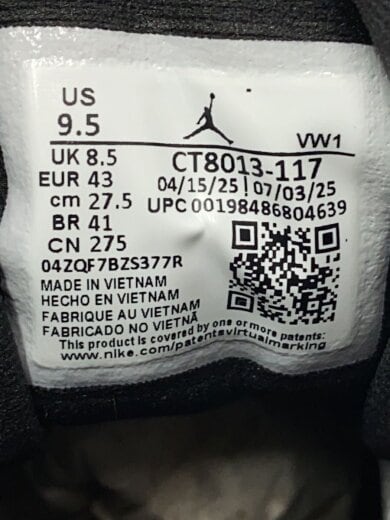 US
9.5
VW1
UK 8.5
CT8013-117
EUR 43
04/15/25 | 07/03/25
cm 27.5
UPC 00198486804639
BR 41
CN 275
04ZQF7BZS377R
MADE IN VIETNAM
HECHO EN VIETNAM
FABRIQUE AU VIETNAM
FABRICADO NO VIETNÃ
This product is covered by one or more patents:
www.nike.com/patentsvirtualmarking